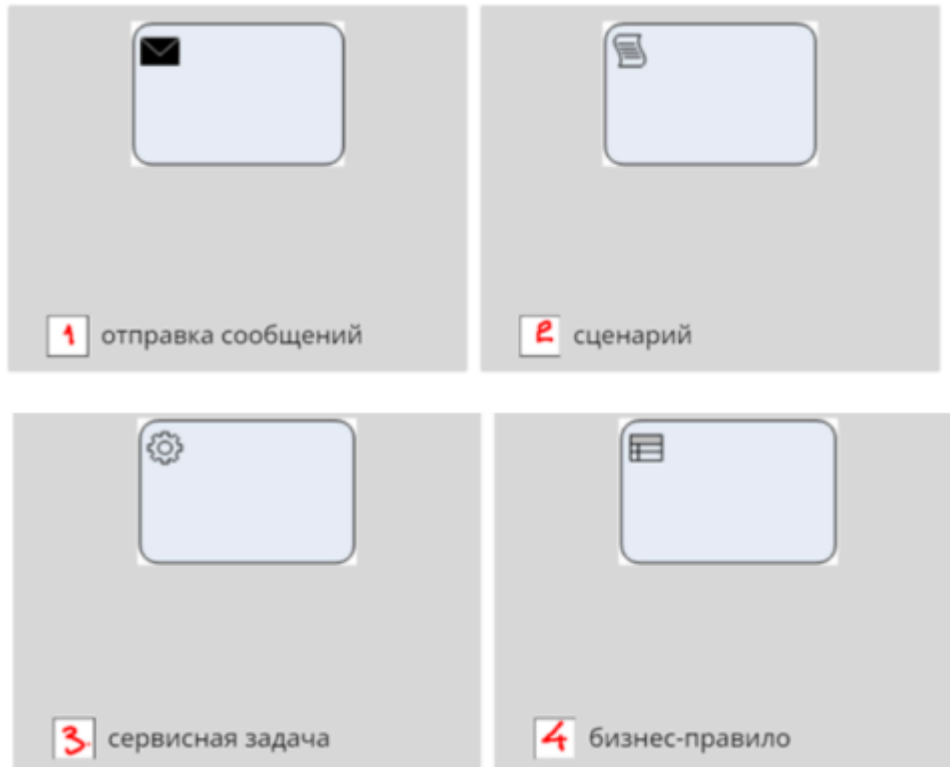 1 отправка сообщений
2 сценарий
3. сервисная задача
4 бизнес-правило